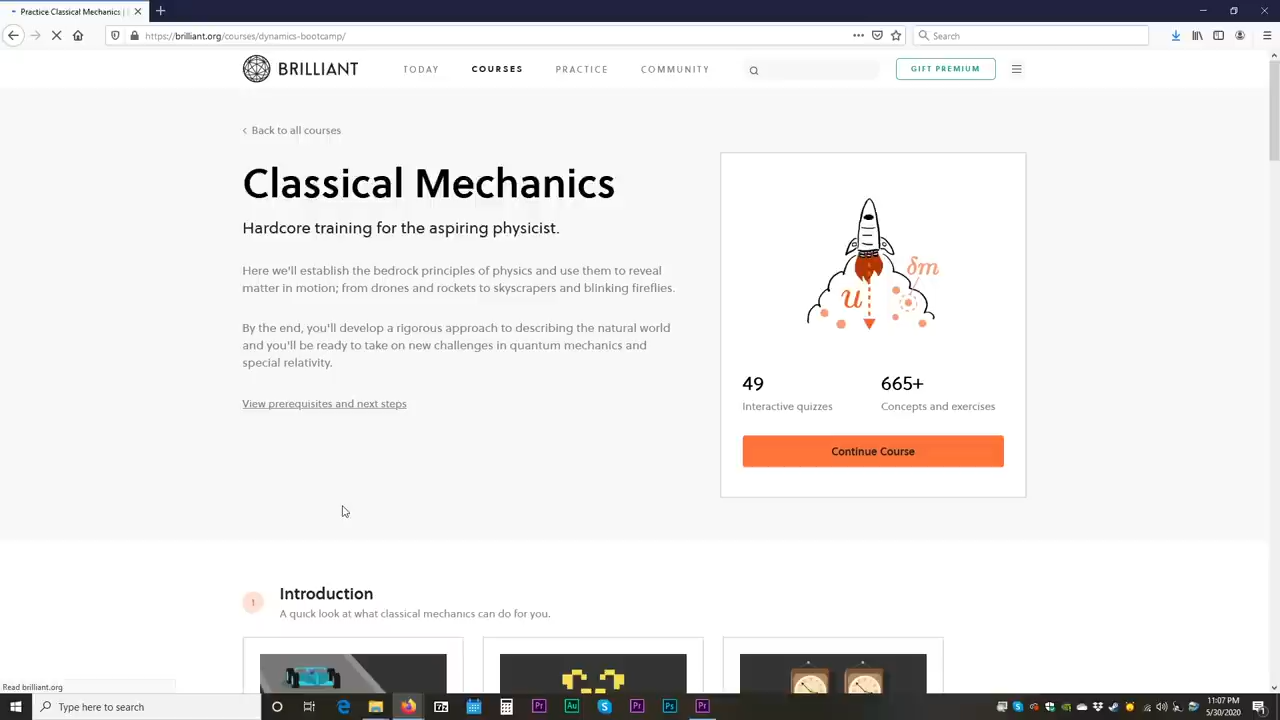 Practice Classical Mechanics |
https://brilliant.org/courses/dynamics-bootcamp/
Search
BRILLIANT
TODAY
COURSES
PRACTICE
COMMUNITY
GIFT PREMIUM
Back to all courses
Classical Mechanics
Hardcore training for the aspiring physicist.
Here we'll establish the bedrock principles of physics and use them to reveal
matter in motion; from drones and rockets to skyscrapers and blinking fireflies.
By the end, you'll develop a rigorous approach to describing the natural world
and you'll be ready to take on new challenges in quantum mechanics and
special relativity.
View prerequisites and next steps
δm
u
49
665+
Interactive quizzes
Concepts and exercises
Continue Course
1
Introduction
A quick look at what classical mechanics can do for you.
Read brilliant.org
Type here to search
Pr
Au
Pr
Ps
Pr
11:07 PM
5/30/2020